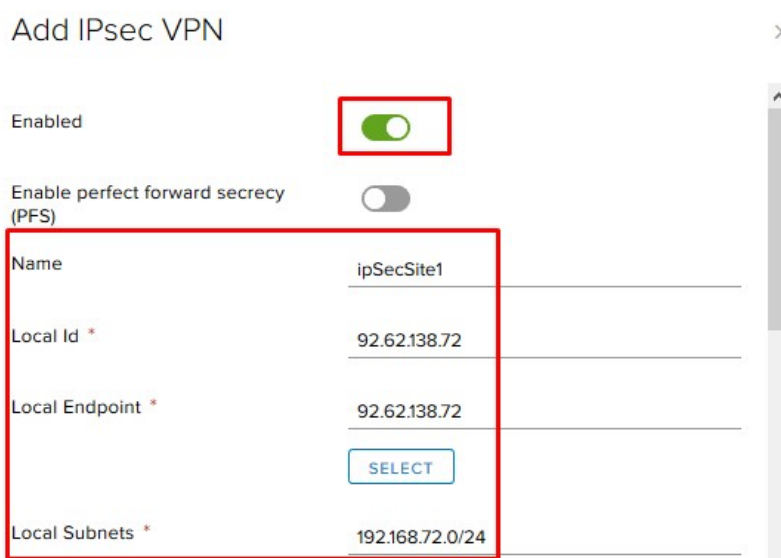 Add IPsec VPN
Enabled
Enable perfect forward secrecy
(PFS)
Name
ipSecSite1
Local Id *
92.62.138.72
Local Endpoint *
92.62.138.72
SELECT
Local Subnets *
192.168.72.0/24